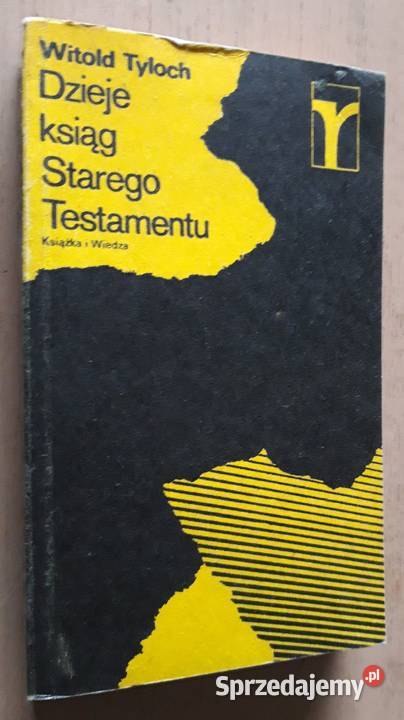 Witold Tyloch
Dzieje
ksiąg
Starego
Testamentu
Książka i Wiedza
r
Sprzedajemy.pl